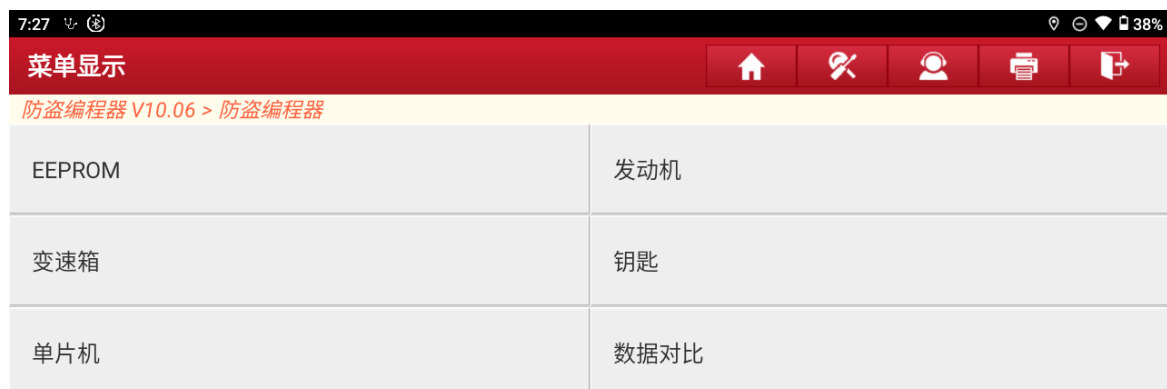 7:27 38%
菜单显示
防盗编程器 V10.06 > 防盗编程器
EEPROM 发动机
变速箱 钥匙
单片机 数据对比